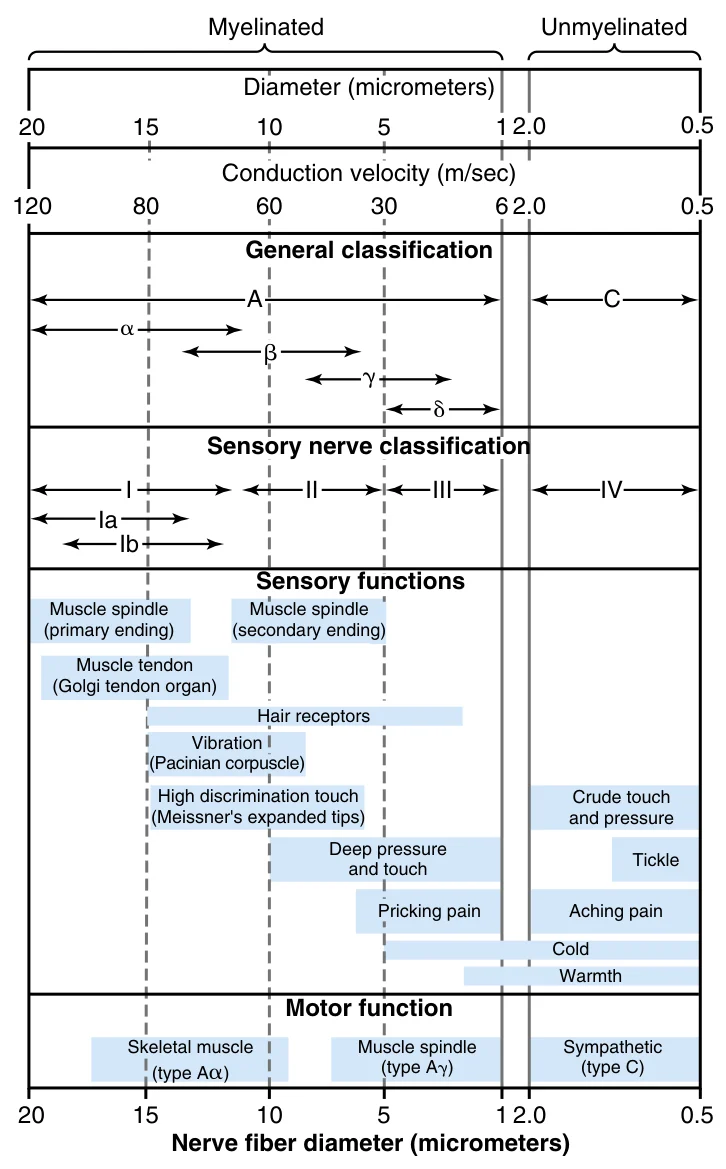 Myelinated Unmyelinated
Diameter (micrometers)
20 15 10 5 1 2.0 0.5
Conduction velocity (m/sec)
120 80 60 30 6 2.0 0.5
General classification
A C
α
β
γ
δ
Sensory nerve classification
I II III IV
Ia
Ib
Sensory functions
Muscle spindle
(primary ending)
Muscle spindle
(secondary ending)
Muscle tendon
(Golgi tendon organ)
Hair receptors
Vibration
(Pacinian corpuscle)
High discrimination touch
(Meissner's expanded tips)
Crude touch
and pressure
Deep pressure
and touch
Tickle
Pricking pain
Aching pain
Cold
Warmth
Motor function
Skeletal muscle
(type Aα)
Muscle spindle
(type Aγ)
Sympathetic
(type C)
20 15 10 5 1 2.0 0.5
Nerve fiber diameter (micrometers)